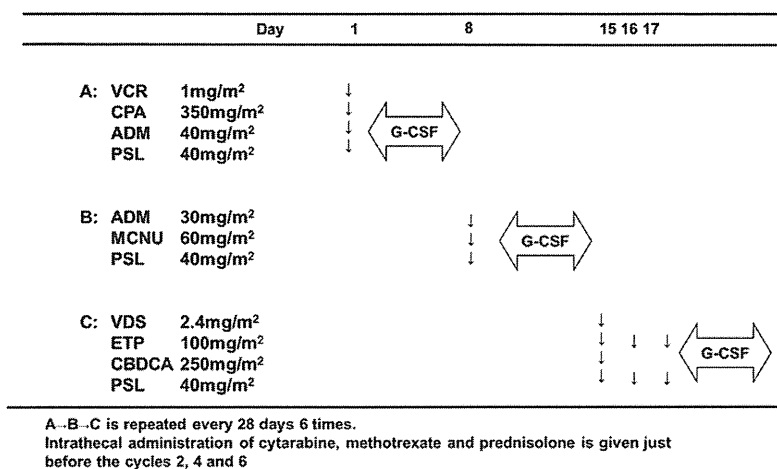 Day 1 8 15 16 17
A: VCR 1mg/m² ↓
CPA 350mg/m² ↓
ADM 40mg/m² ↓ G-CSF
PSL 40mg/m² ↓
B: ADM 30mg/m² ↓
MCNU 60mg/m² ↓ G-CSF
PSL 40mg/m² ↓
C: VDS 2.4mg/m² ↓
ETP 100mg/m² ↓ ↓ ↓
CBDCA 250mg/m² ↓ G-CSF
PSL 40mg/m² ↓ ↓ ↓
A→B→C is repeated every 28 days 6 times.
Intrathecal administration of cytarabine, methotrexate and prednisolone is given just
before the cycles 2, 4 and 6